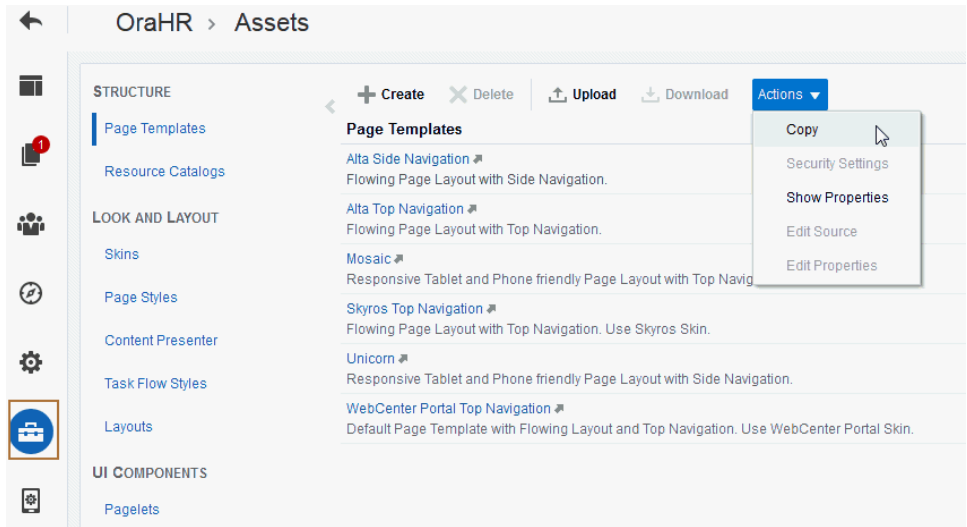 OraHR > Assets
1
STRUCTURE
Page Templates
Resource Catalogs
LOOK AND LAYOUT
Skins
Page Styles
Content Presenter
Task Flow Styles
Layouts
UI COMPONENTS
Pagelets
Create Delete Upload Download Actions
Copy
Security Settings
Show Properties
Edit Source
Edit Properties
Page Templates
Alta Side Navigation
Flowing Page Layout with Side Navigation.
Alta Top Navigation
Flowing Page Layout with Top Navigation.
Mosaic
Responsive Tablet and Phone friendly Page Layout with Top Navig
Skyros Top Navigation
Flowing Page Layout with Top Navigation. Use Skyros Skin.
Unicorn
Responsive Tablet and Phone friendly Page Layout with Side Navigation.
WebCenter Portal Top Navigation
Default Page Template with Flowing Layout and Top Navigation. Use WebCenter Portal Skin.